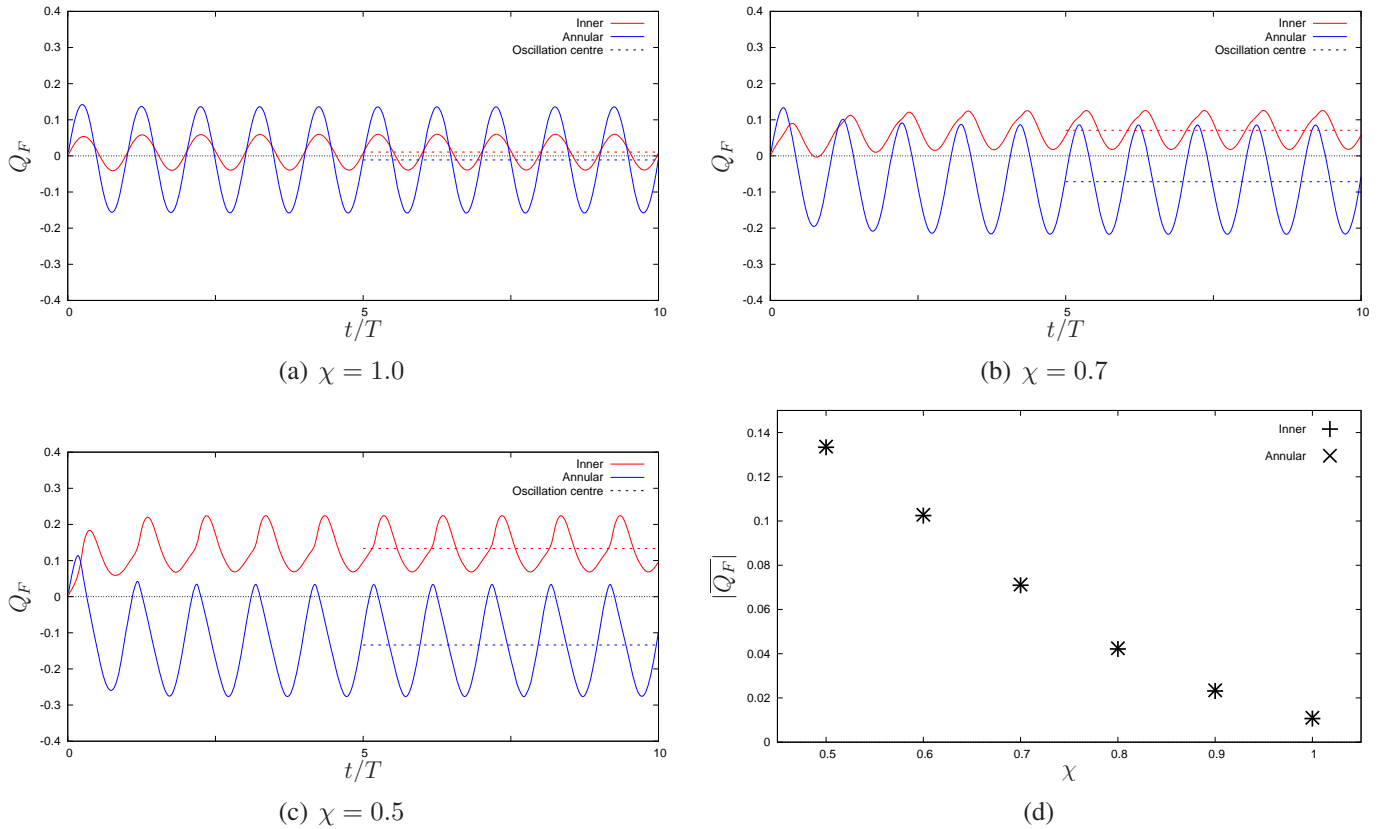 0.4
0.3
0.2
0.1
0
-0.1
-0.2
-0.3
-0.4
Q_F
0
5
10
t/T
Inner
Annular
Oscillation centre
(a) χ = 1.0
0.4
0.3
0.2
0.1
0
-0.1
-0.2
-0.3
-0.4
Q_F
0
5
10
t/T
Inner
Annular
Oscillation centre
(b) χ = 0.7
0.4
0.3
0.2
0.1
0
-0.1
-0.2
-0.3
-0.4
Q_F
0
5
10
t/T
Inner
Annular
Oscillation centre
(c) χ = 0.5
0.14
0.12
0.1
0.08
0.06
0.04
0.02
0
|Q̅_F̅|
0.5
0.6
0.7
0.8
0.9
1
χ
Inner
Annular
(d)